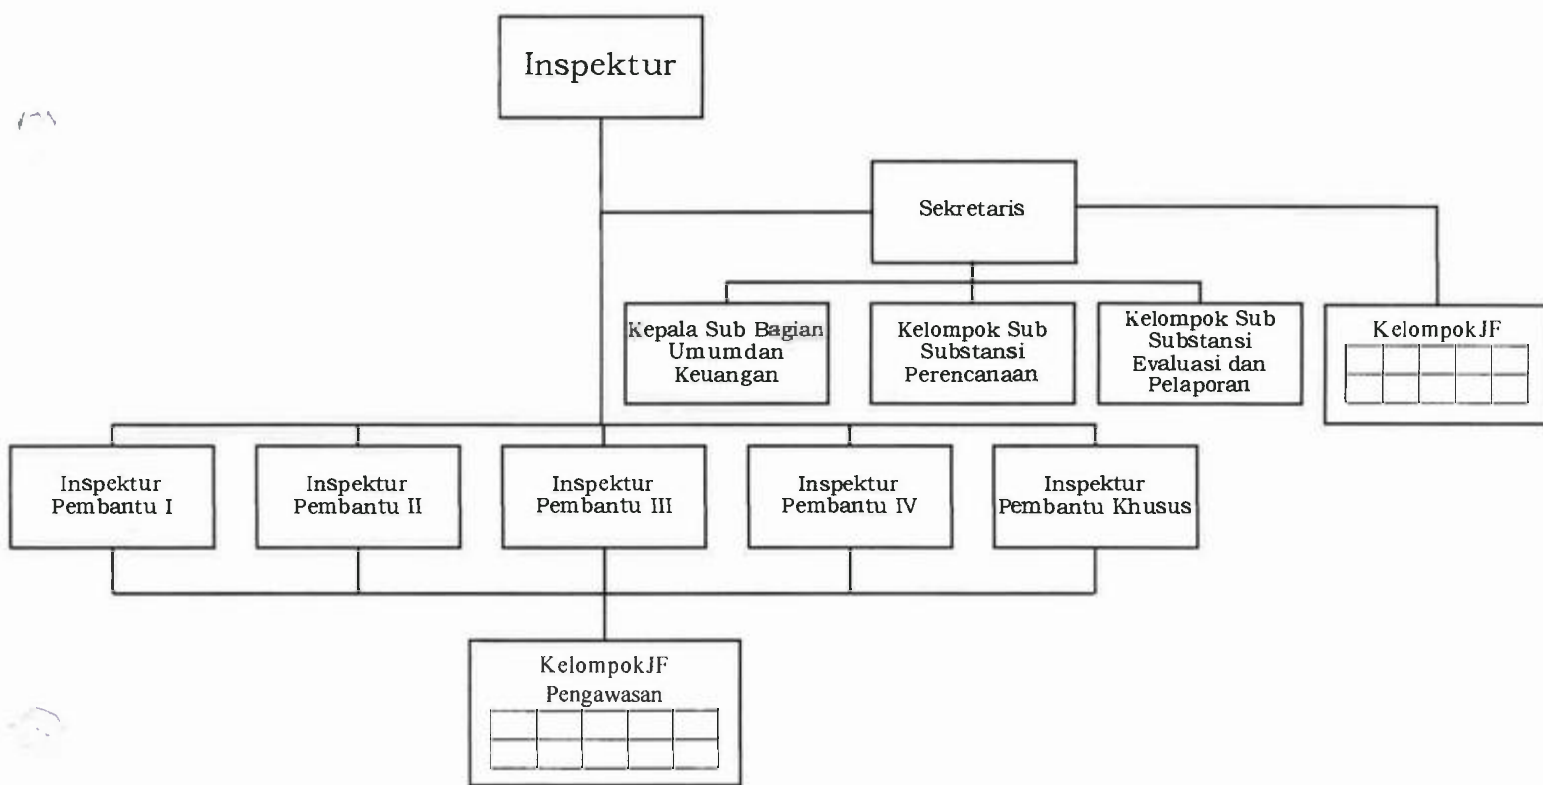 Inspektur
Sekretaris
Kepala Sub Bagian
Umumdan
Keuangan
Kelompok Sub
Substansi
Perencanaan
Kelompok Sub
Substansi
Evaluasi dan
Pelaporan
KelompokJF
Inspektur
Pembantu I
Inspektur
Pembantu II
Inspektur
Pembantu III
Inspektur
Pembantu IV
Inspektur
Pembantu Khusus
KelompokJF
Pengawasan